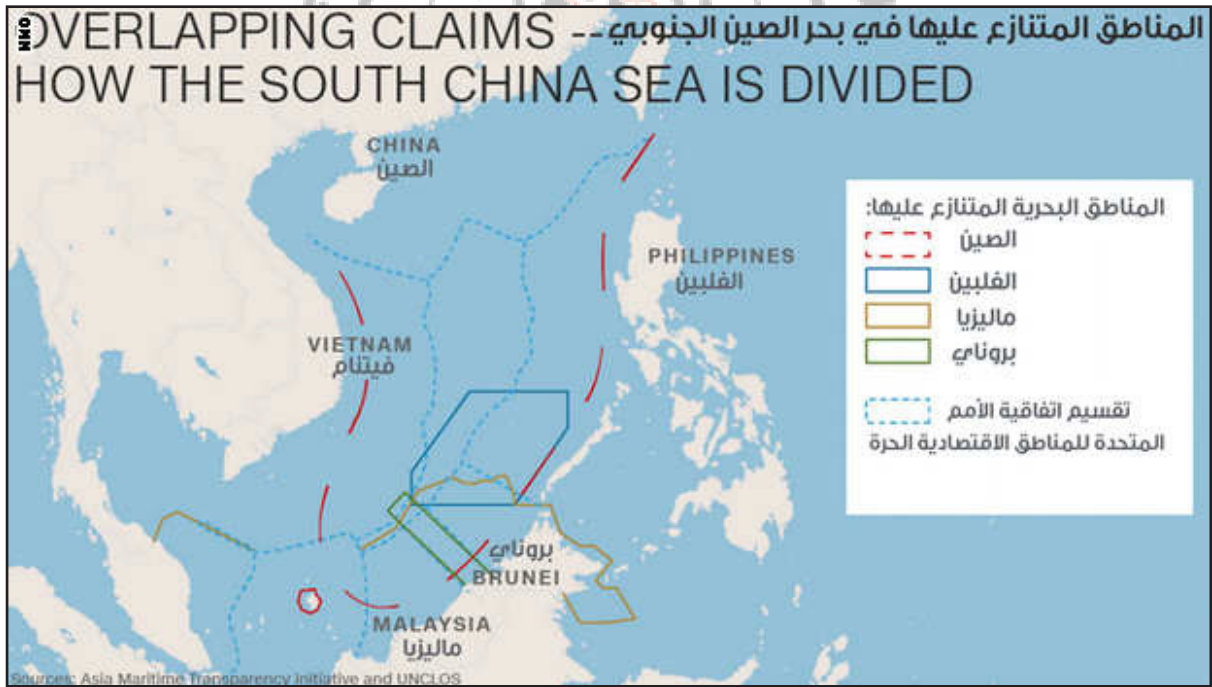 OVERLAPPING CLAIMS -- المناطق المتنازع عليها في بحر الصين الجنوبي
HOW THE SOUTH CHINA SEA IS DIVIDED
CHINA
الصين
PHILIPPINES
الفلبين
VIETNAM
فيتنام
بروناي
BRUNEI
MALAYSIA
ماليزيا
المناطق البحرية المتنازع عليها:
الصين
الفلبين
ماليزيا
بروناي
تقسيم اتفاقية الأمم
المتحدة للمناطق الاقتصادية الحرة
Sources: Asia Maritime Transparency Initiative and UNCLOS